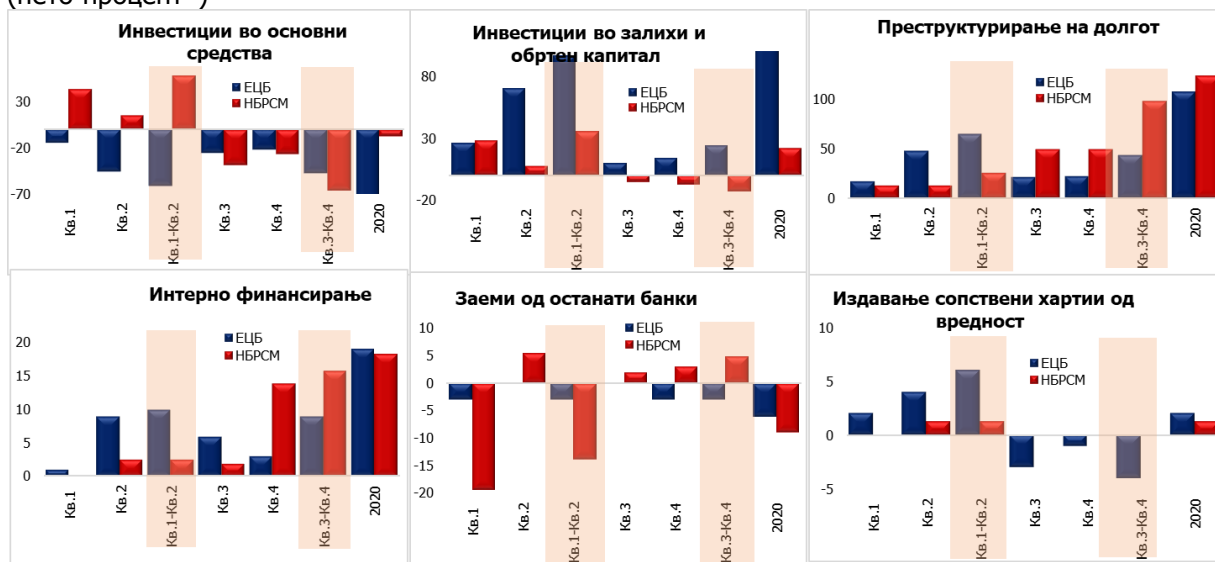 (нето процент*)
Инвестиции во основни
средства
ЕЦБ
НБРСМ
30
-20
-70
Кв.1
Кв.2
Кв.1-Кв.2
Кв.3
Кв.4
Кв.3-Кв.4
2020
Инвестиции во залихи и
обртен капитал
ЕЦБ
НБРСМ
80
30
-20
Кв.1
Кв.2
Кв.1-Кв.2
Кв.3
Кв.4
Кв.3-Кв.4
2020
Преструктурирање на долгот
ЕЦБ
НБРСМ
100
50
0
Кв.1
Кв.2
Кв.1-Кв.2
Кв.3
Кв.4
Кв.3-Кв.4
2020
Интерно финансирање
ЕЦБ
НБРСМ
20
15
10
5
0
Кв.1
Кв.2
Кв.1-Кв.2
Кв.3
Кв.4
Кв.3-Кв.4
2020
Заеми од останати банки
ЕЦБ
НБРСМ
10
5
0
-5
-10
-15
-20
Кв.1
Кв.2
Кв.1-Кв.2
Кв.3
Кв.4
Кв.3-Кв.4
2020
Издавање сопствени хартии од
вредност
ЕЦБ
НБРСМ
10
5
0
-5
Кв.1
Кв.2
Кв.1-Кв.2
Кв.3
Кв.4
Кв.3-Кв.4
2020